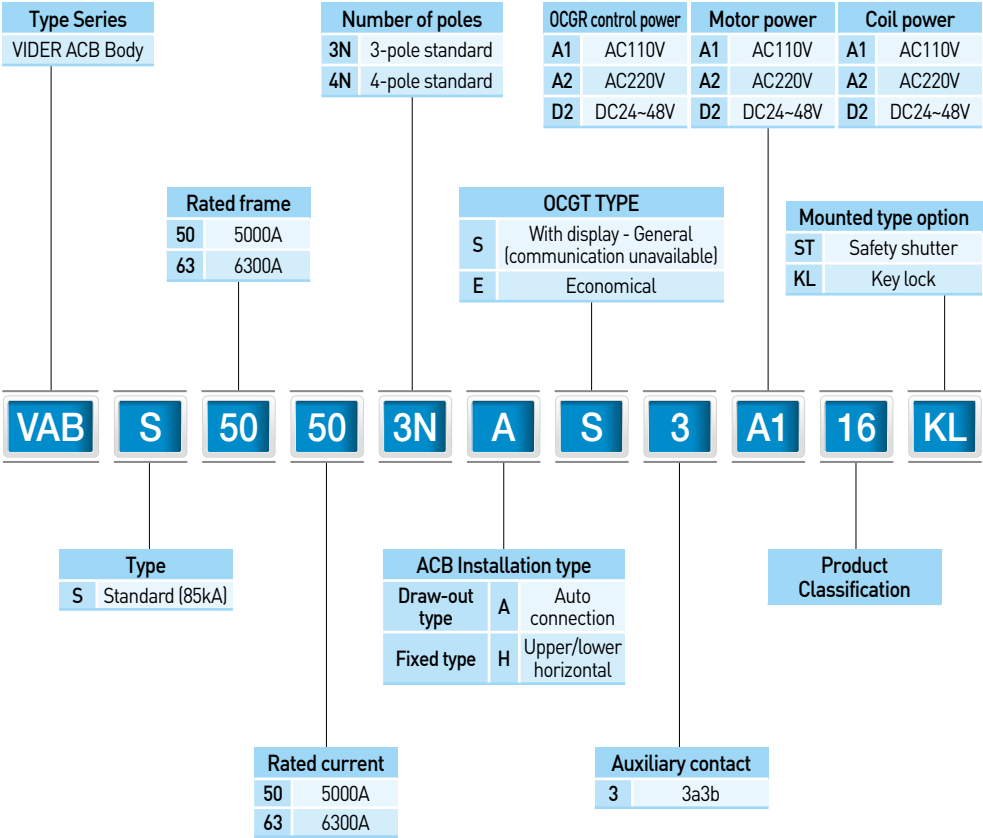 Type Series
VIDER ACB Body
Number of poles
3N 3-pole standard
4N 4-pole standard
OCGR control power Motor power Coil power
A1 AC110V A1 AC110V A1 AC110V
A2 AC220V A2 AC220V A2 AC220V
D2 DC24~48V D2 DC24~48V D2 DC24~48V
Rated frame
50 5000A
63 6300A
OCGT TYPE
S With display - General
(communication unavailable)
E Economical
Mounted type option
ST Safety shutter
KL Key lock
VAB S 50 50 3N A S 3 A1 16 KL
Type
S Standard (85kA)
ACB Installation type
Draw-out
type
A
Auto
connection
Fixed type
H
Upper/lower
horizontal
Product
Classification
Rated current
50 5000A
63 6300A
Auxiliary contact
3 3a3b